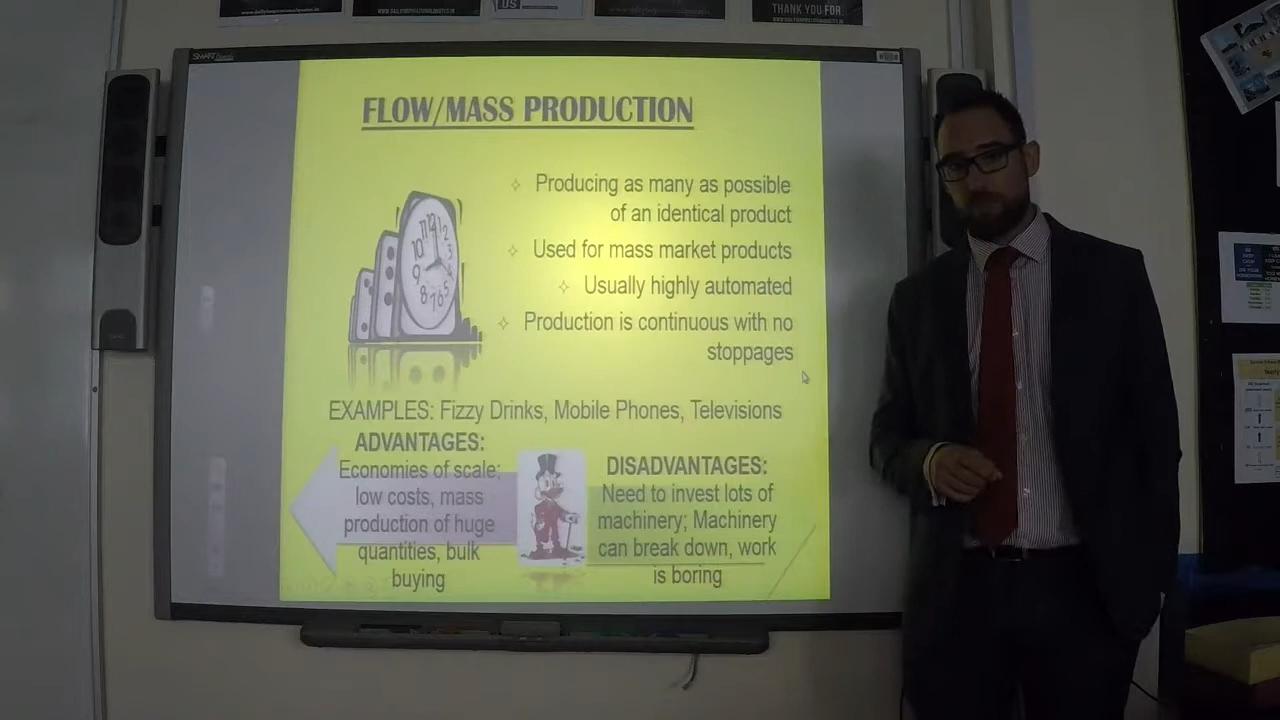 US
THANK YOU FOR
SMART
FLOW/MASS PRODUCTION
Producing as many as possible
of an identical product
Used for mass market products
Usually highly automated
Production is continuous with no
stoppages
EXAMPLES: Fizzy Drinks, Mobile Phones, Televisions
ADVANTAGES:
Economies of scale;
low costs, mass
production of huge
quantities, bulk
buying
DISADVANTAGES:
Need to invest lots of
machinery; Machinery
can break down, work
is boring